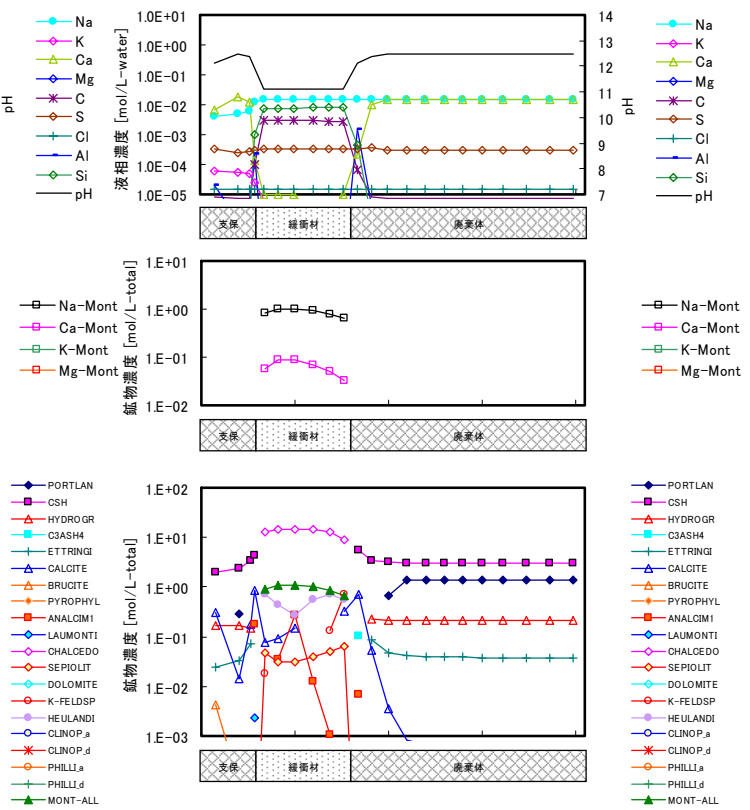 Na
K
Ca
Mg
C
S
Cl
Al
Si
pH
pH
液相濃度 [mol/L-water]
1.0E+01
1.0E+00
1.0E-01
1.0E-02
1.0E-03
1.0E-04
1.0E-05
14
13
12
11
10
9
8
7
pH
Na
K
Ca
Mg
C
S
Cl
Al
Si
pH
支保
緩衝材
廃棄体
Na-Mont
Ca-Mont
K-Mont
Mg-Mont
鉱物濃度 [mol/L-total]
1.E+01
1.E+00
1.E-01
1.E-02
Na-Mont
Ca-Mont
K-Mont
Mg-Mont
支保
緩衝材
廃棄体
PORTLAN
CSH
HYDROGR
C3ASH4
ETTRINGI
CALCITE
BRUCITE
PYROPHYL
ANALCIM1
LAUMONTI
CHALCEDO
SEPIOLIT
DOLOMITE
K-FELDSP
HEULANDI
CLINOP.a
CLINOP_d
PHILLI.a
PHILLI_d
MONT-ALL
鉱物濃度 [mol/L-total]
1.E+02
1.E+01
1.E+00
1.E-01
1.E-02
1.E-03
PORTLAN
CSH
HYDROGR
C3ASH4
ETTRINGI
CALCITE
BRUCITE
PYROPHYL
ANALCIM1
LAUMONTI
CHALCEDO
SEPIOLIT
DOLOMITE
K-FELDSP
HEULANDI
CLINOP.a
CLINOP_d
PHILLI.a
PHILLI_d
MONT-ALL
支保
緩衝材
廃棄体